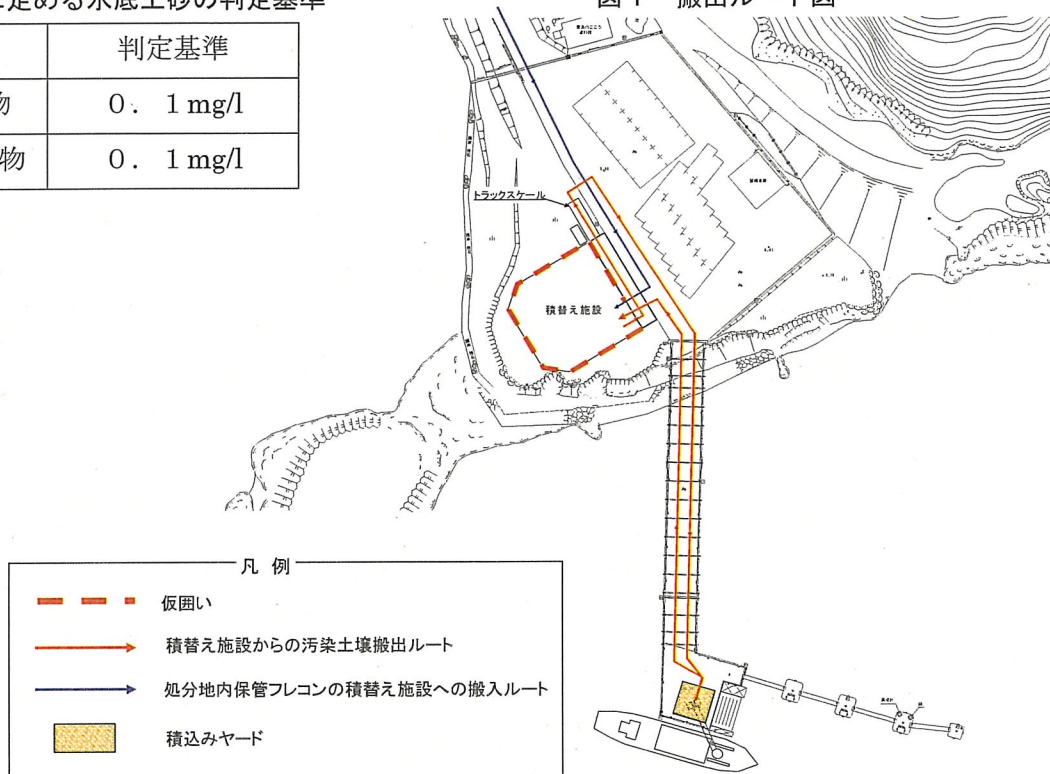 に定める水底土砂の判定基準
図1 搬出ルート図
判定基準
物 0. 1mg/l
物 0. 1mg/l
トラックスケール
積替え施設
凡 例
仮囲い
積替え施設からの汚染土壌搬出ルート
処分地内保管フレコンの積替え施設への搬入ルート
積込みヤード